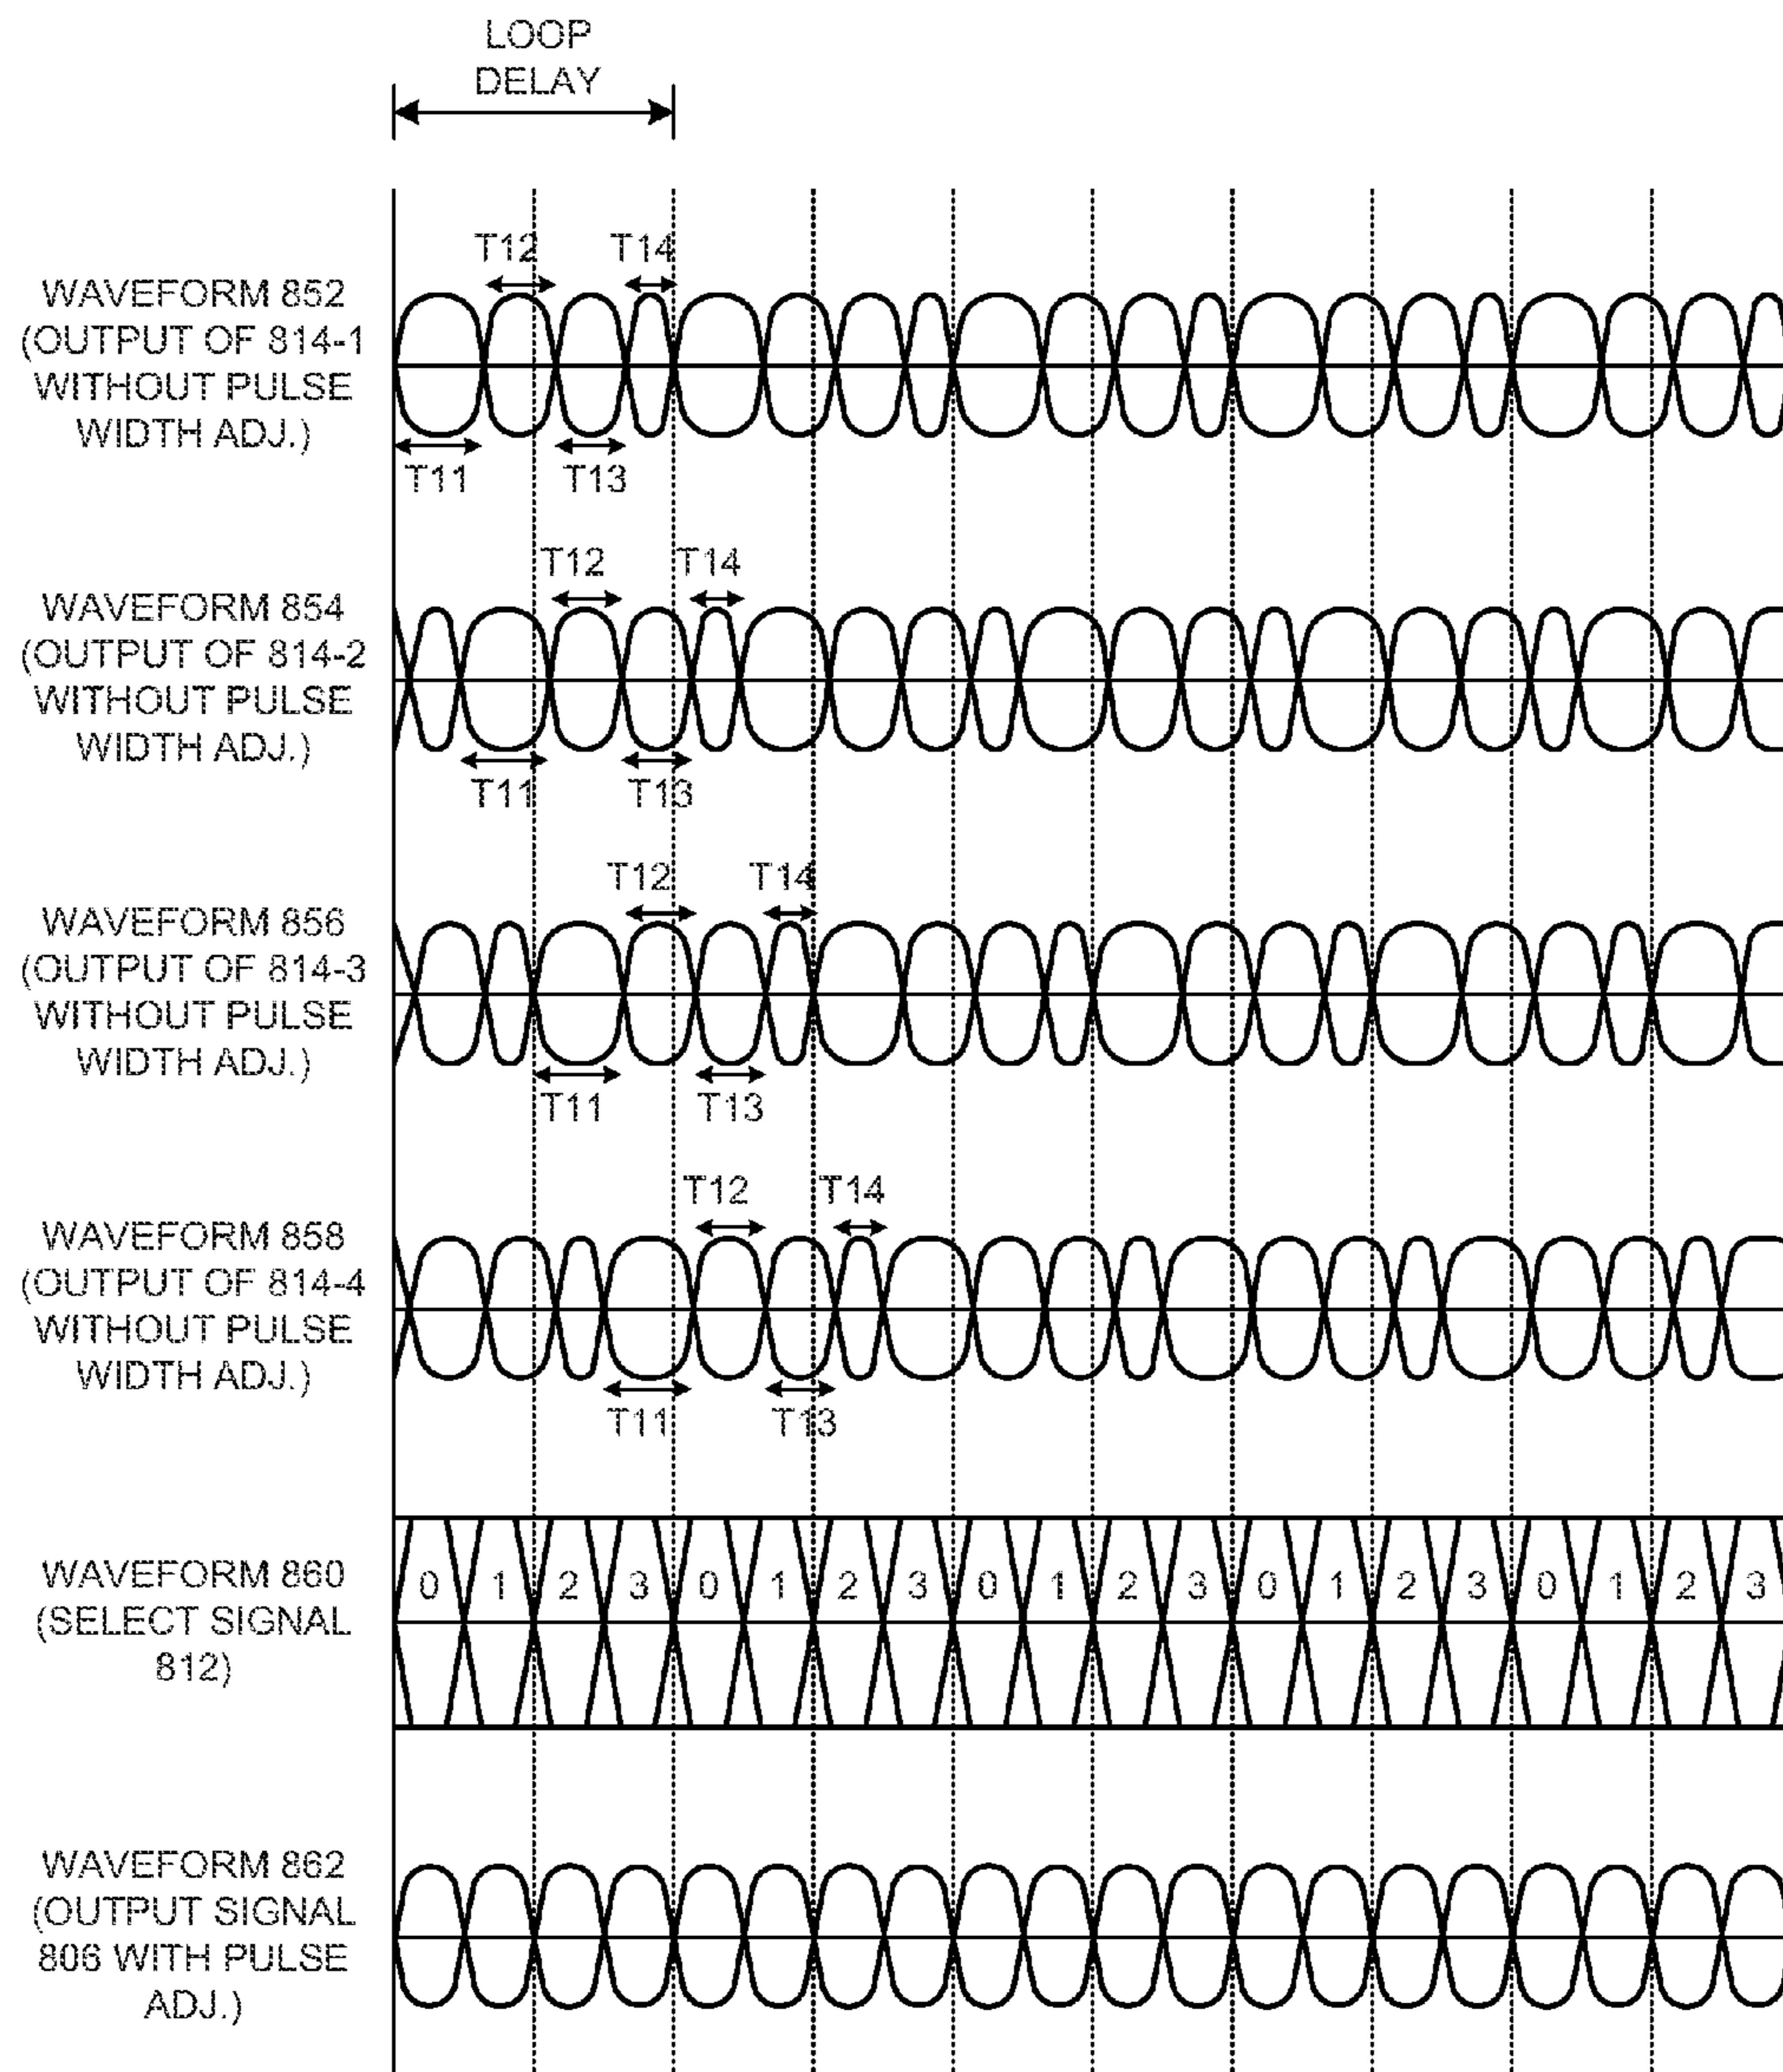 LOOP
DELAY
T12 T14
WAVEFORM 852
(OUTPUT OF 814-1
WITHOUT PULSE
WIDTH ADJ.)
T11 T13
T12 T14
WAVEFORM 854
(OUTPUT OF 814-2
WITHOUT PULSE
WIDTH ADJ.)
T11 T13
T12 T14
WAVEFORM 856
(OUTPUT OF 814-3
WITHOUT PULSE
WIDTH ADJ.)
T11 T13
T12 T14
WAVEFORM 858
(OUTPUT OF 814-4
WITHOUT PULSE
WIDTH ADJ.)
T11 T13
WAVEFORM 860
(SELECT SIGNAL
812)
0 1 2 3 0 1 2 3 0 1 2 3 0 1 2 3 0 1 2 3
WAVEFORM 862
(OUTPUT SIGNAL
806 WITH PULSE
ADJ.)